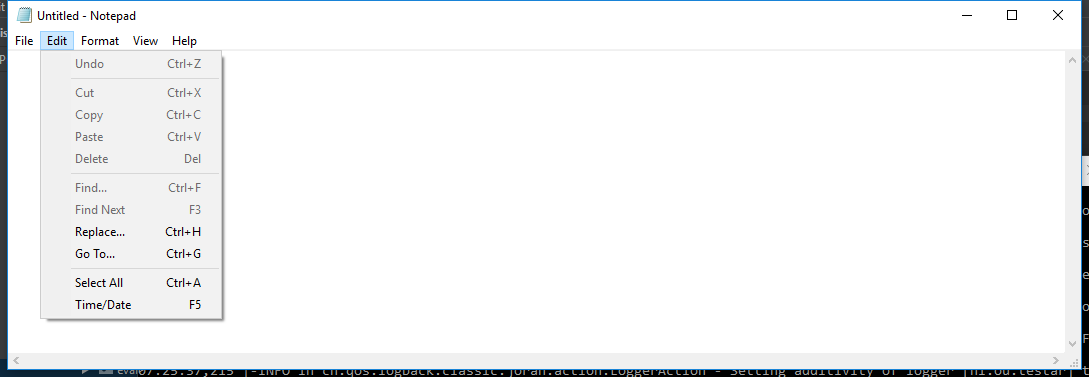 Untitled - Notepad
File Edit Format View Help
Undo Ctrl+Z
Cut Ctrl+X
Copy Ctrl+C
Paste Ctrl+V
Delete Del
Find... Ctrl+F
Find Next F3
Replace... Ctrl+H
Go To... Ctrl+G
Select All Ctrl+A
Time/Date F5
07:25:37,215 |-INFO in ch.qos.logback.classic.joran.action.LoggerAction - Setting additivity of logger [nl.ou.testar]